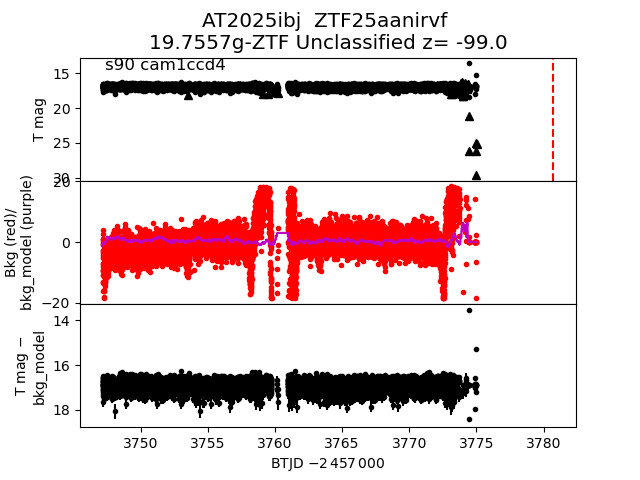 AT2025ibj  ZTF25aanirvf
19.7557g-ZTF Unclassified z= -99.0
s90 cam1ccd4
T mag
15
20
25
30
Bkg (red)/
bkg_model (purple)
20
0
−20
T mag −
bkg_model
14
16
18
3750 3755 3760 3765 3770 3775 3780
BTJD −2 457 000